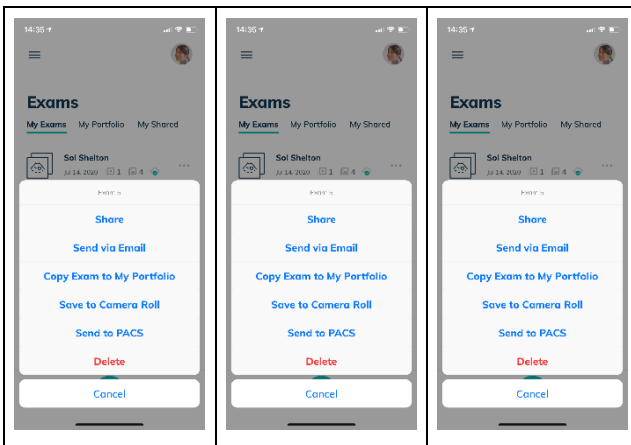 14:35
Exams
My Exams My Portfolio My Shared
Sol Shelton
Jul 14, 2020 1 4
Exams
Share
Send via Email
Copy Exam to My Portfolio
Save to Camera Roll
Send to PACS
Delete
Cancel
14:35
Exams
My Exams My Portfolio My Shared
Sol Shelton
Jul 14, 2020 1 4
Exams
Share
Send via Email
Copy Exam to My Portfolio
Save to Camera Roll
Send to PACS
Delete
Cancel
14:35
Exams
My Exams My Portfolio My Shared
Sol Shelton
Jul 14, 2020 1 4
Exams
Share
Send via Email
Copy Exam to My Portfolio
Save to Camera Roll
Send to PACS
Delete
Cancel